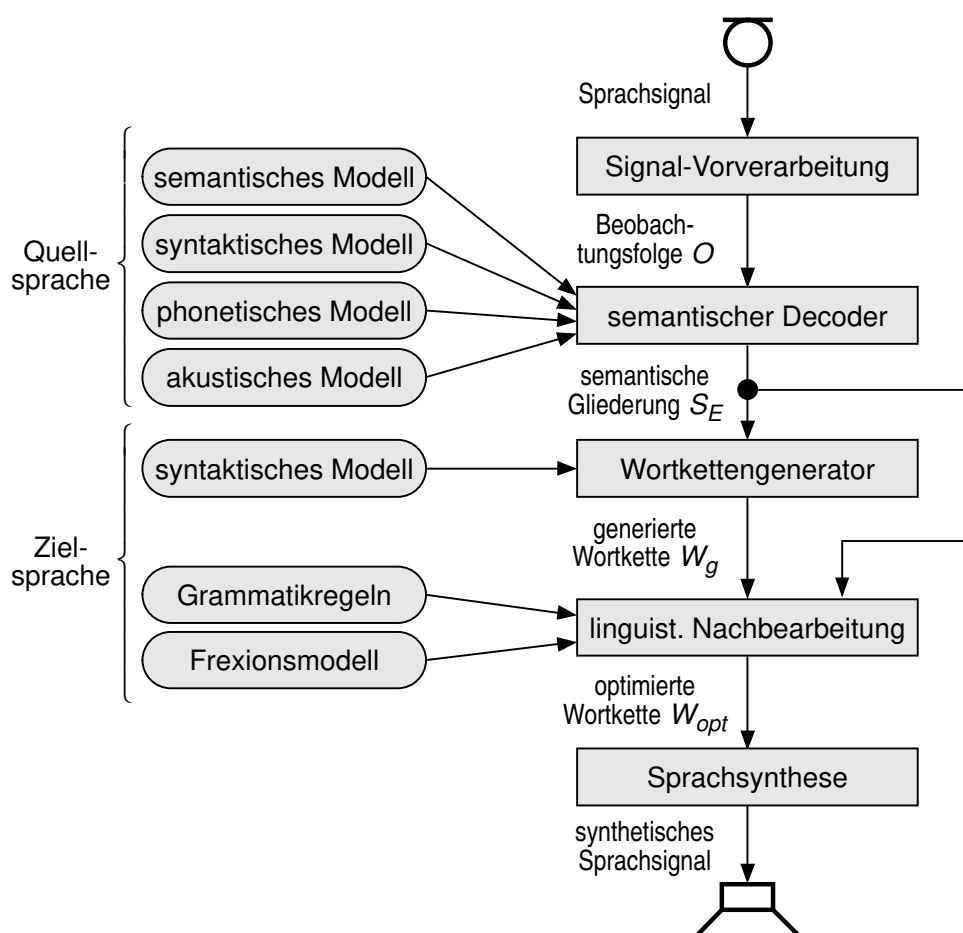 Sprachsignal
Signal-Vorverarbeitung
Beobach-
tungsfolge O
Quell-
sprache
semantisches Modell
syntaktisches Modell
phonetisches Modell
akustisches Modell
semantischer Decoder
semantische
Gliederung S_E
Ziel-
sprache
syntaktisches Modell
Wortkettengenerator
generierte
Wortkette W_g
Grammatikregeln
Frexionsmodell
linguist. Nachbearbeitung
optimierte
Wortkette W_opt
Sprachsynthese
synthetisches
Sprachsignal